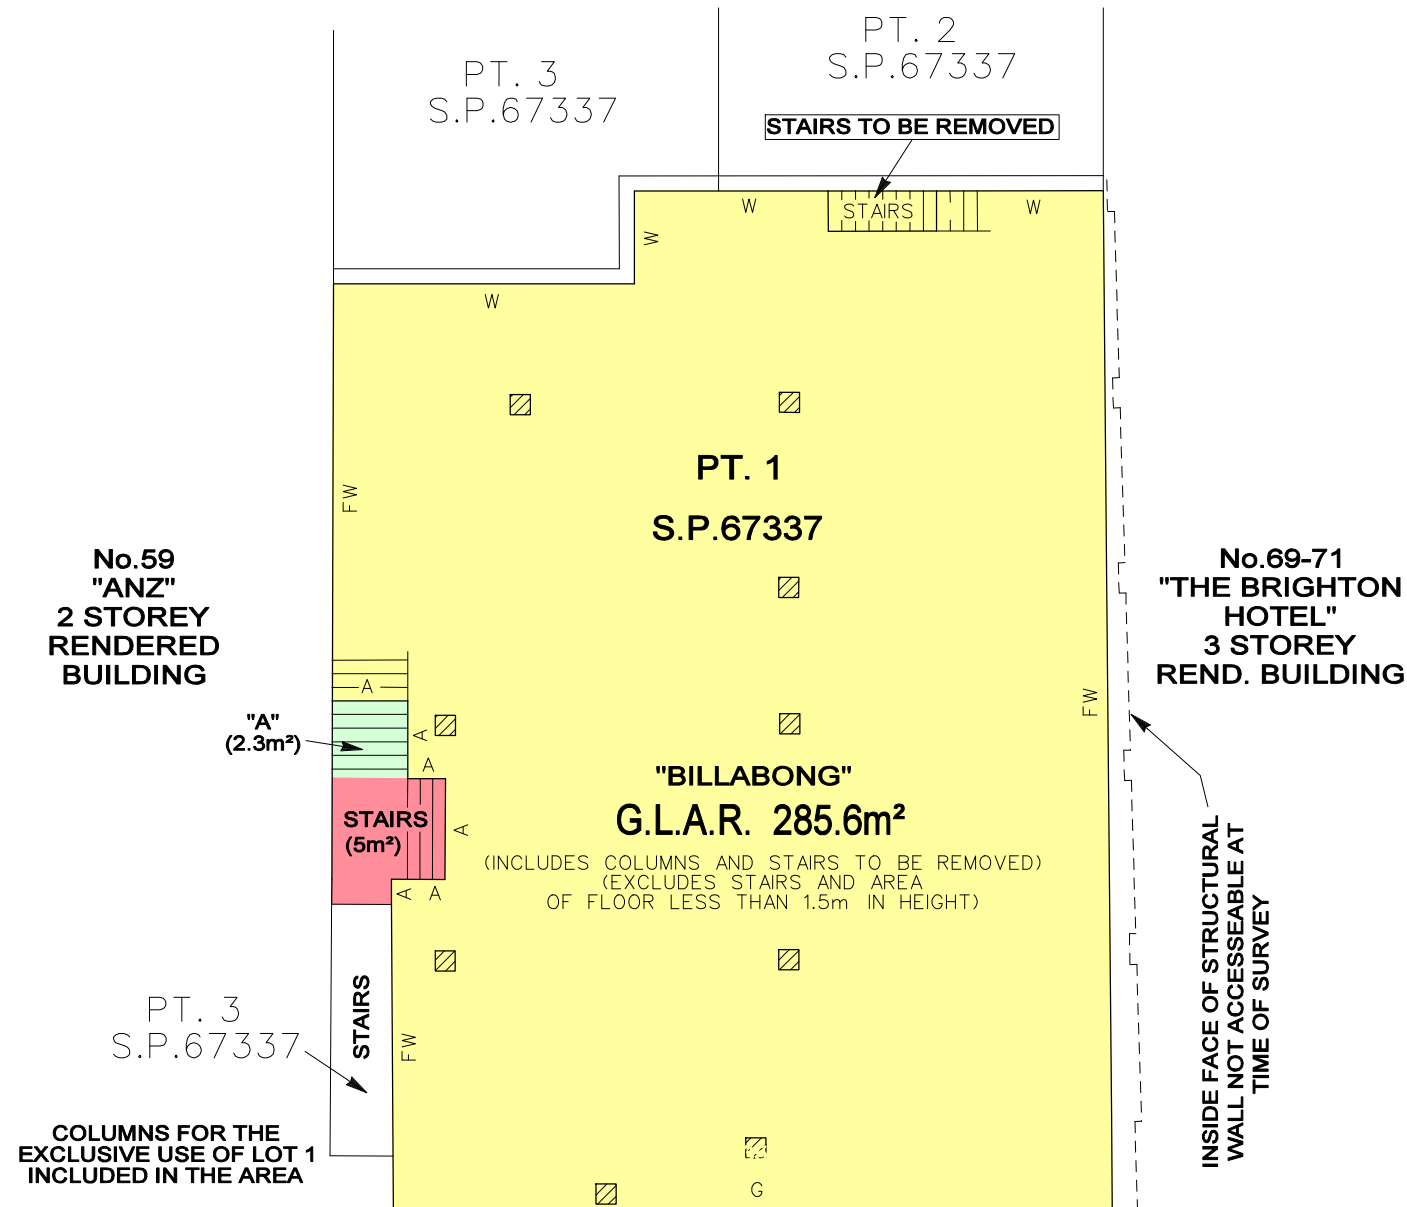 PT. 2
S.P.67337
PT. 3
S.P.67337
STAIRS TO BE REMOVED
W
STAIRS
W
W
W
PT. 1
S.P.67337
FW
No.59
"ANZ"
2 STOREY
RENDERED
BUILDING
No.69-71
"THE BRIGHTON
HOTEL"
3 STOREY
REND. BUILDING
A
FW
"A"
(2.3m²)
A
A
"BILLABONG"
G.L.A.R. 285.6m²
(INCLUDES COLUMNS AND STAIRS TO BE REMOVED)
(EXCLUDES STAIRS AND AREA
OF FLOOR LESS THAN 1.5m IN HEIGHT)
STAIRS
(5m²)
A
A
A
INSIDE FACE OF STRUCTURAL
WALL NOT ACCESSEABLE AT
TIME OF SURVEY
STAIRS
FW
PT. 3
S.P.67337
COLUMNS FOR THE
EXCLUSIVE USE OF LOT 1
INCLUDED IN THE AREA
G